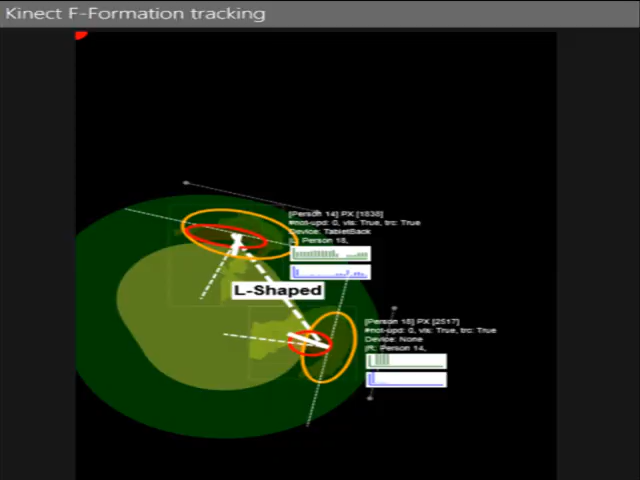 Kinect F-Formation tracking
[Person 14] PX [1838]
#not-upd: 0, vis: True, trc: True
Device: TabletBack
Person 18,
L-Shaped
[Person 18] PX [2517]
#not-upd: 0, vis: True, trc: True
Device: None
|R: Person 14,